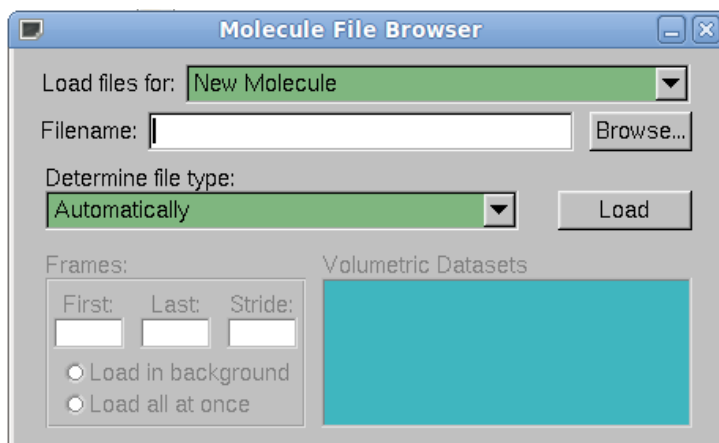 Molecule File Browser
Load files for: New Molecule
Filename: Browse...
Determine file type:
Automatically Load
Frames: Volumetric Datasets
First: Last: Stride:
Load in background
Load all at once